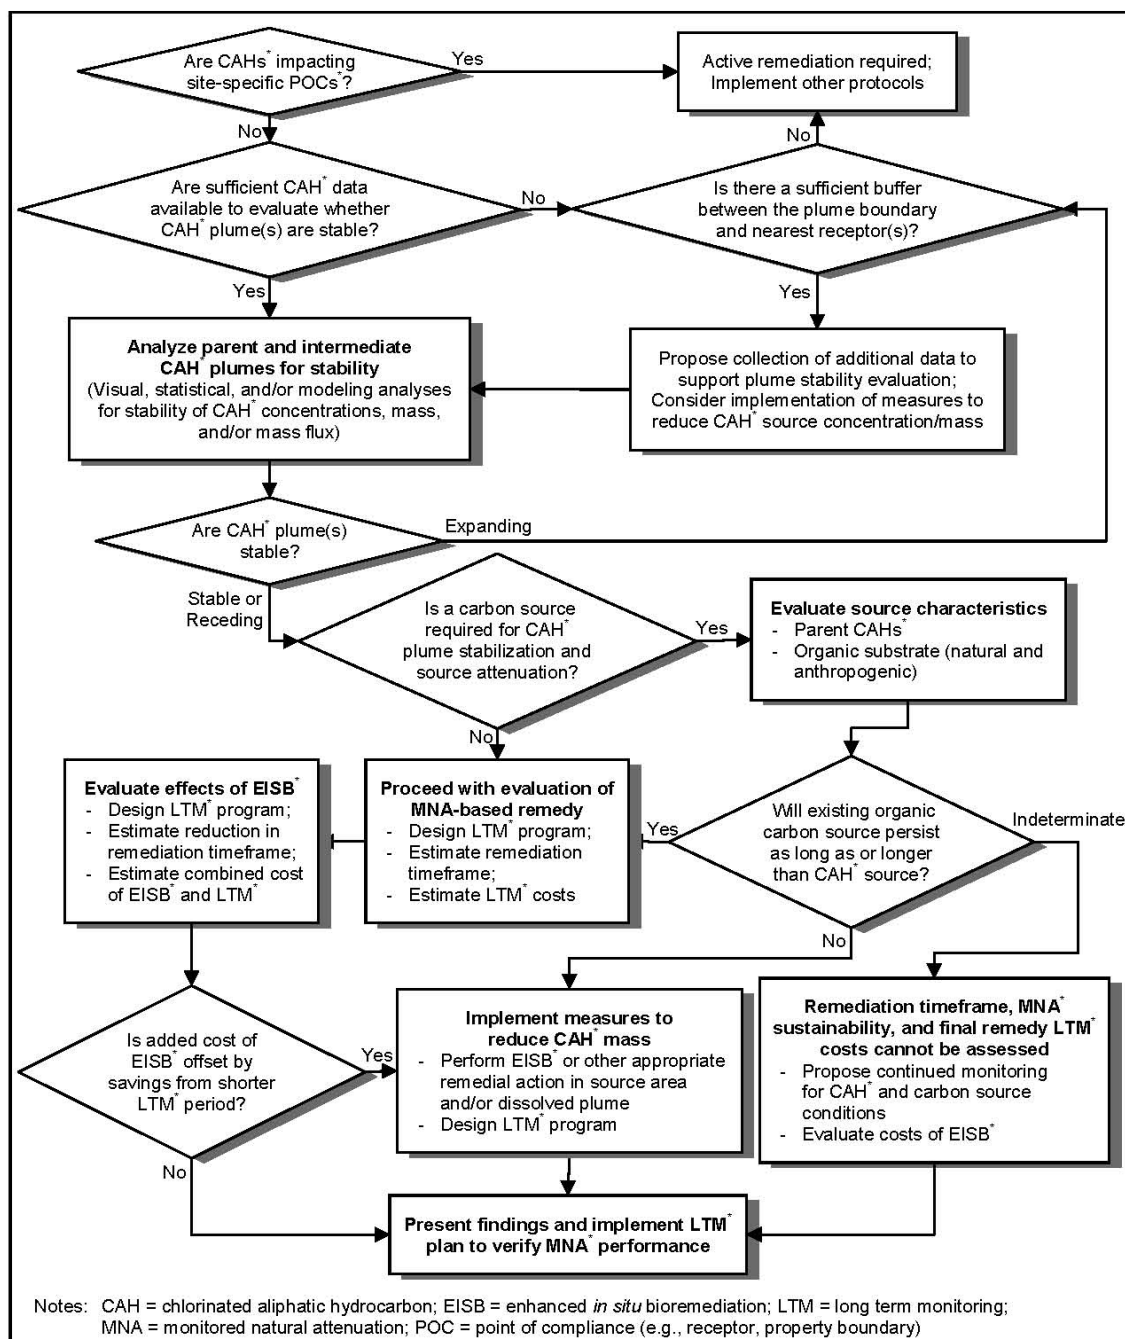 Are CAHs* impacting
site-specific POCs*?
Yes
Active remediation required;
Implement other protocols
No
No
Are sufficient CAH* data
available to evaluate whether
CAH* plume(s) are stable?
No
Is there a sufficient buffer
between the plume boundary
and nearest receptor(s)?
Yes
Yes
Analyze parent and intermediate
CAH* plumes for stability
(Visual, statistical, and/or modeling analyses
for stability of CAH* concentrations, mass,
and/or mass flux)
Propose collection of additional data to
support plume stability evaluation;
Consider implementation of measures to
reduce CAH* source concentration/mass
Are CAH* plume(s)
stable?
Expanding
Stable or
Receding
Is a carbon source
required for CAH*
plume stabilization and
source attenuation?
Yes
Evaluate source characteristics
- Parent CAHs*
- Organic substrate (natural and
anthropogenic)
No
Evaluate effects of EISB*
- Design LTM* program;
- Estimate reduction in
remediation timeframe;
- Estimate combined cost
of EISB* and LTM*
Proceed with evaluation of
MNA-based remedy
- Design LTM* program;
- Estimate remediation
timeframe;
- Estimate LTM* costs
Yes
Will existing organic
carbon source persist
as long as or longer
than CAH* source?
Indeterminate
No
Is added cost of
EISB* offset by
savings from shorter
LTM* period?
Yes
Implement measures to
reduce CAH* mass
- Perform EISB* or other appropriate
remedial action in source area
and/or dissolved plume
- Design LTM* program
Remediation timeframe, MNA*
sustainability, and final remedy LTM*
costs cannot be assessed
- Propose continued monitoring
for CAH* and carbon source
conditions
- Evaluate costs of EISB*
No
Present findings and implement LTM*
plan to verify MNA* performance
Notes: CAH = chlorinated aliphatic hydrocarbon; EISB = enhanced in situ bioremediation; LTM = long term monitoring;
MNA = monitored natural attenuation; POC = point of compliance (e.g., receptor, property boundary)